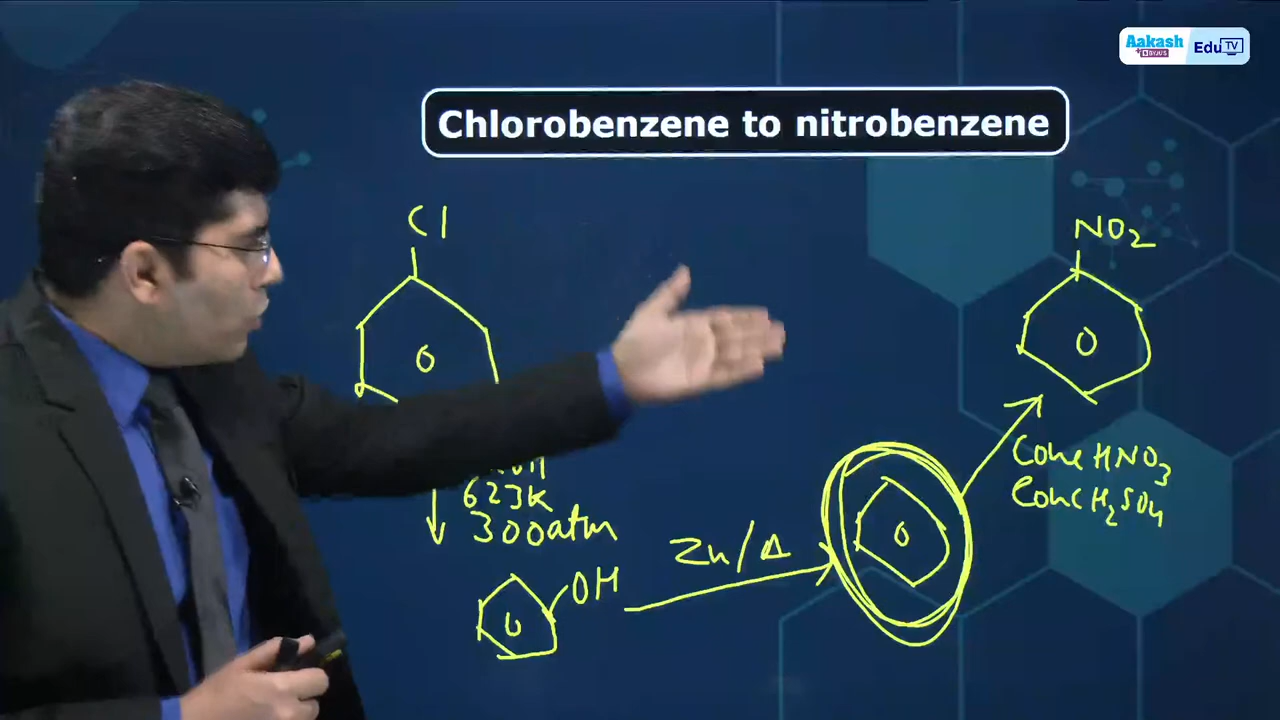 Aakash
BYJU'S
Edu TV
Chlorobenzene to nitrobenzene
Cl
NO2
623K
300atm
Conc HNO3
Conc H2SO4
Zn/Δ
OH